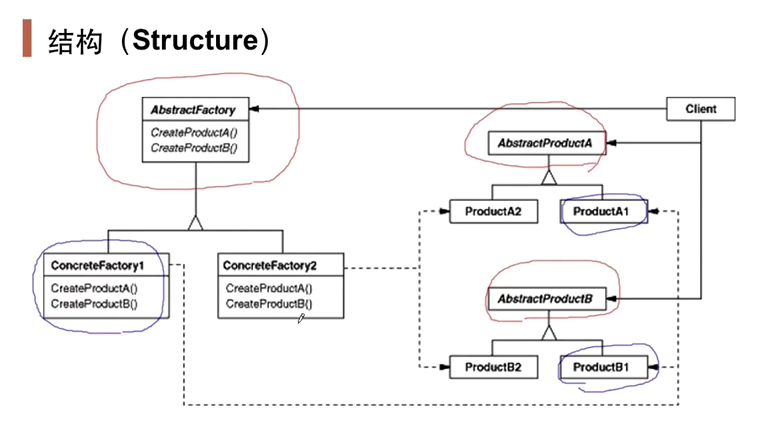 结构（Structure）
AbstractFactory
CreateProductA()
CreateProductB()
Client
AbstractProductA
ProductA2
ProductA1
ConcreteFactory1
CreateProductA()
CreateProductB()
ConcreteFactory2
CreateProductA()
CreateProductB()
AbstractProductB
ProductB2
ProductB1